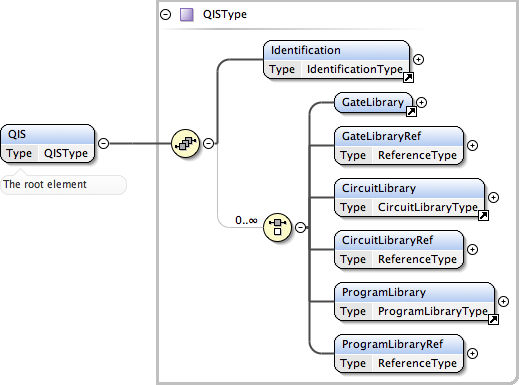 QISType
Identification
Type IdentificationType
GateLibrary
QIS
Type QISType
The root element
GateLibraryRef
Type ReferenceType
CircuitLibrary
Type CircuitLibraryType
0..∞
CircuitLibraryRef
Type ReferenceType
ProgramLibrary
Type ProgramLibraryType
ProgramLibraryRef
Type ReferenceType